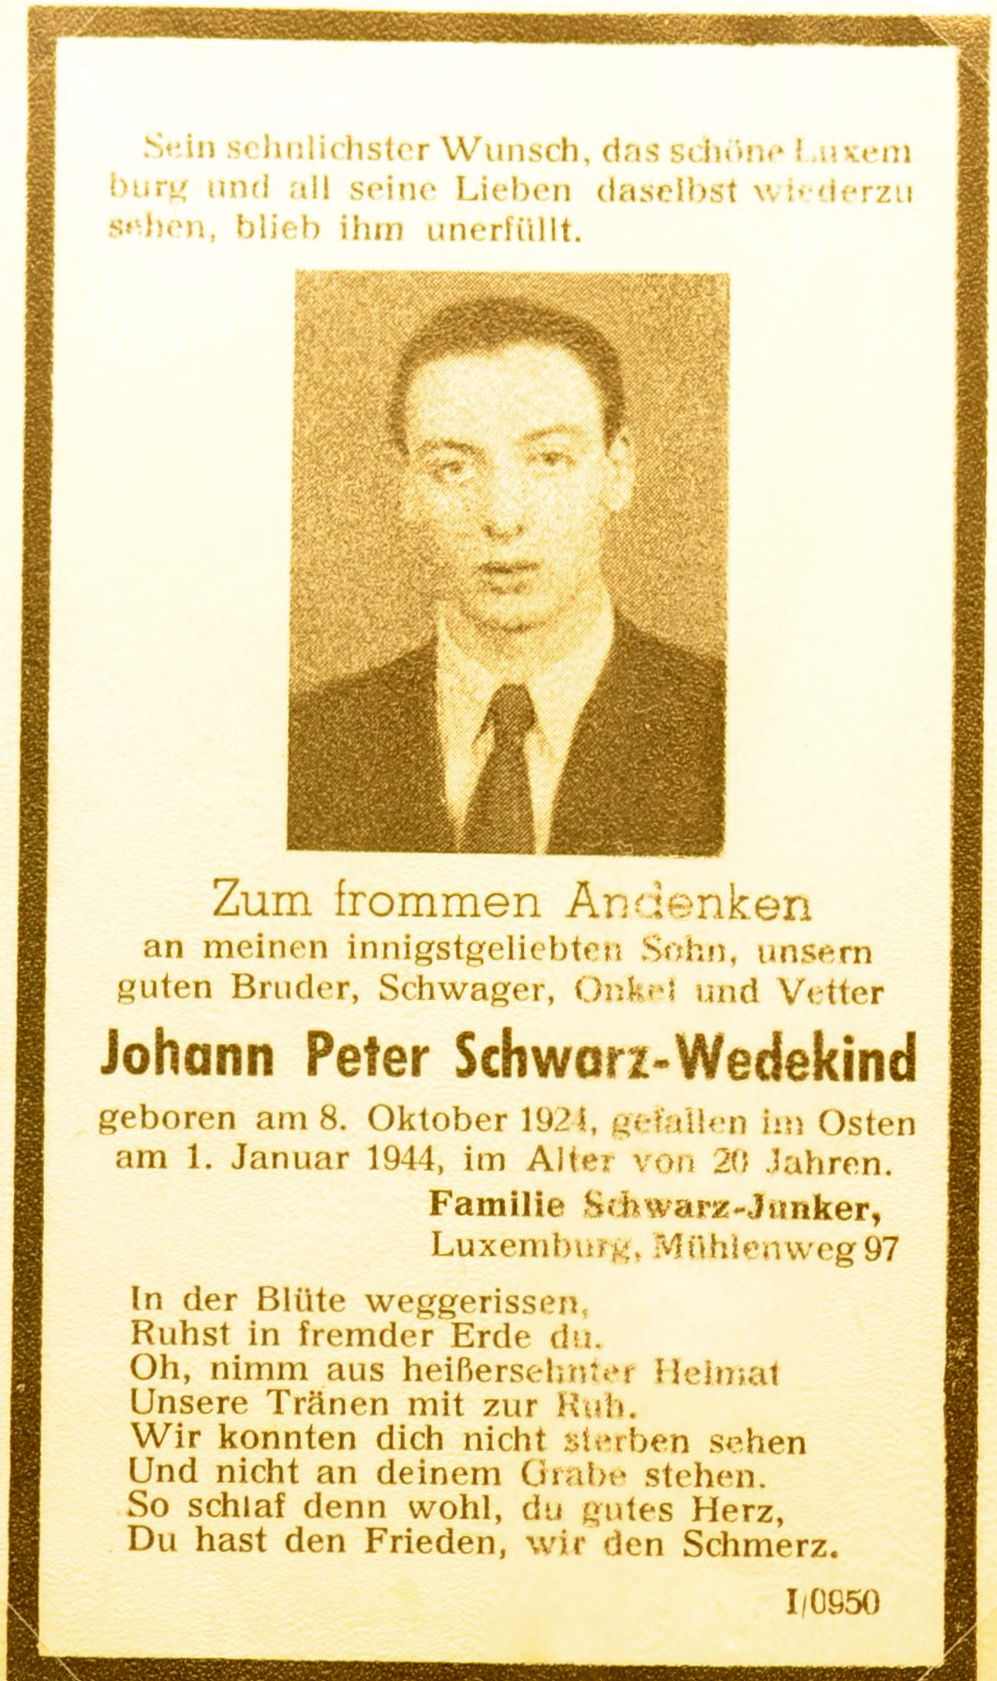 Sein sehnlichster Wunsch, das schöne Luxem
burg und all seine Lieben daselbst wiederzu
sehen, blieb ihm unerfüllt.
Zum frommen Andenken
an meinen innigstgeliebten Sohn, unsern
guten Bruder, Schwager, Onkel und Vetter
Johann Peter Schwarz-Wedekind
geboren am 8. Oktober 1924, gefallen im Osten
am 1. Januar 1944, im Alter von 20 Jahren.
Familie Schwarz-Junker,
Luxemburg, Mühlenweg 97
In der Blüte weggerissen,
Ruhst in fremder Erde du.
Oh, nimm aus heißersehnter Heimat
Unsere Tränen mit zur Ruh.
Wir konnten dich nicht sterben sehen
Und nicht an deinem Grabe stehen.
So schlaf denn wohl, du gutes Herz,
Du hast den Frieden, wir den Schmerz.
I/0950